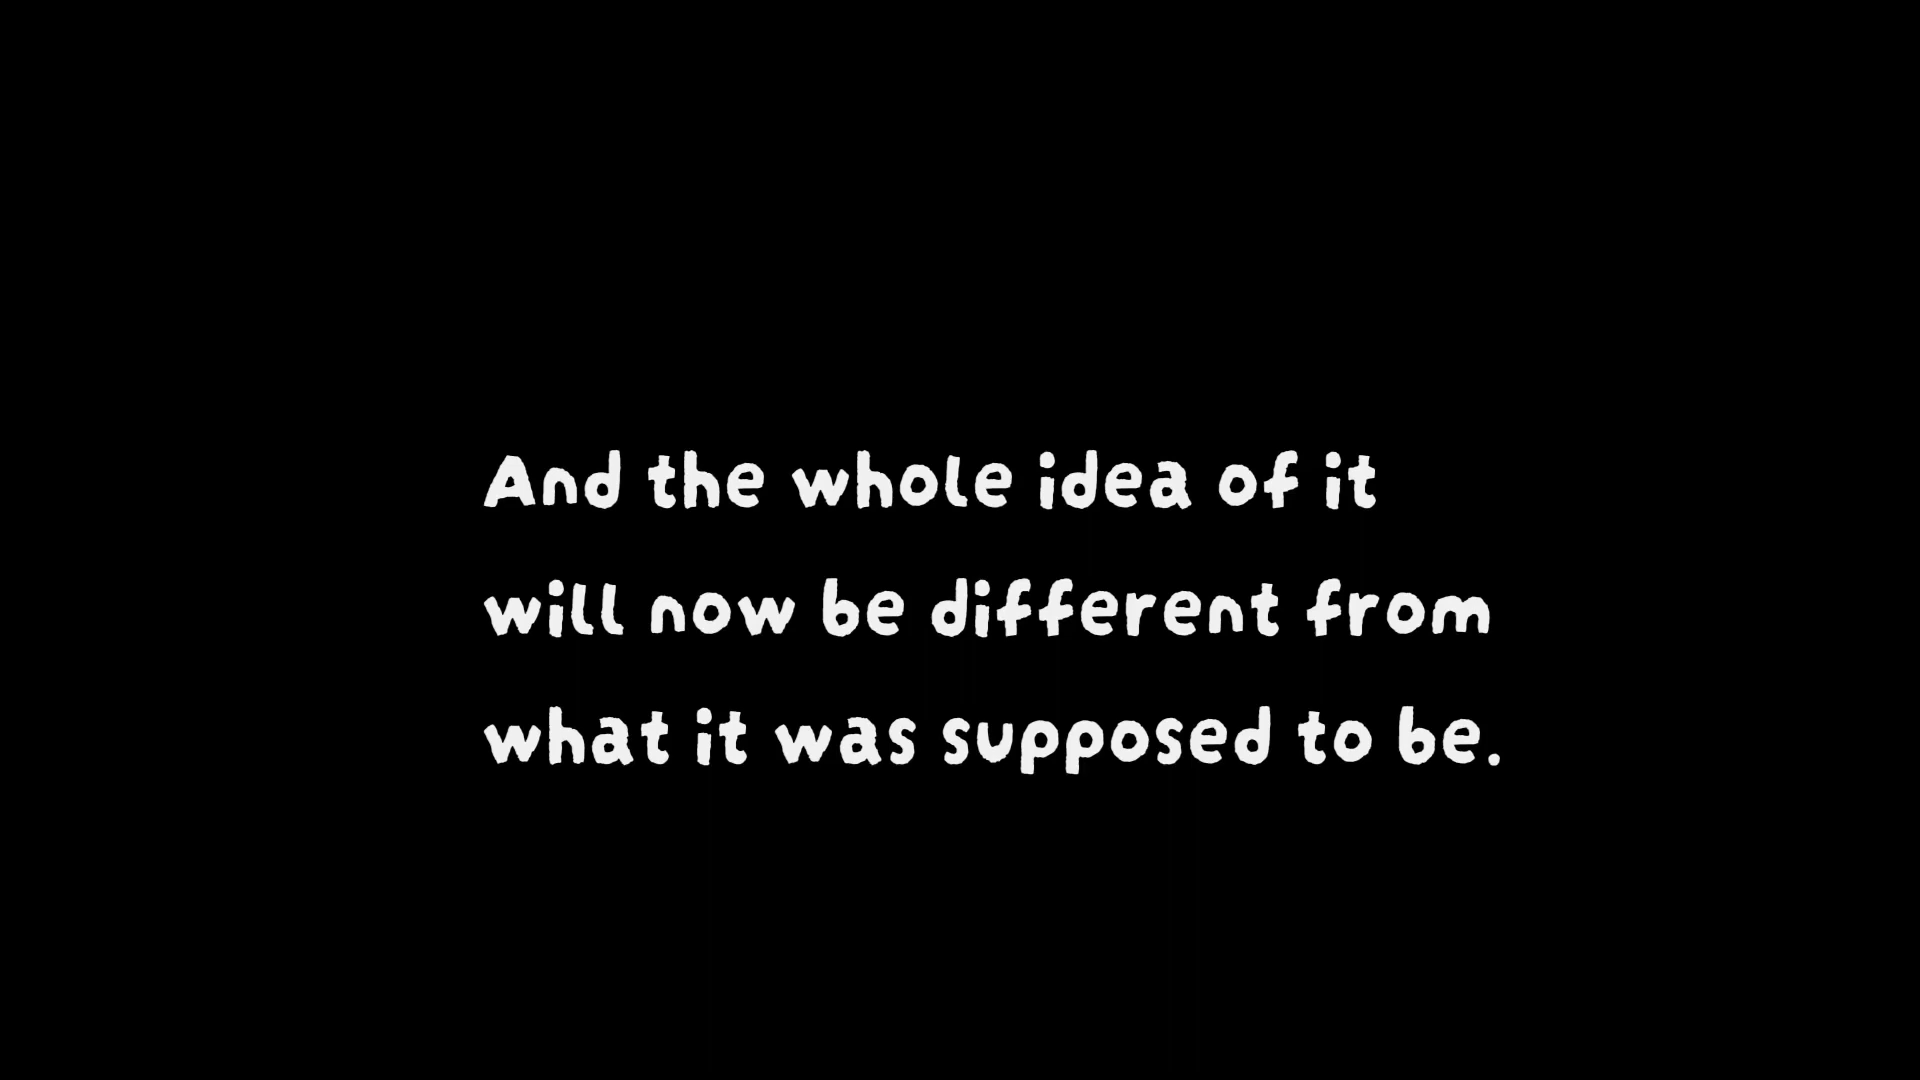 And the whole idea of it
will now be different from
what it was supposed to be.